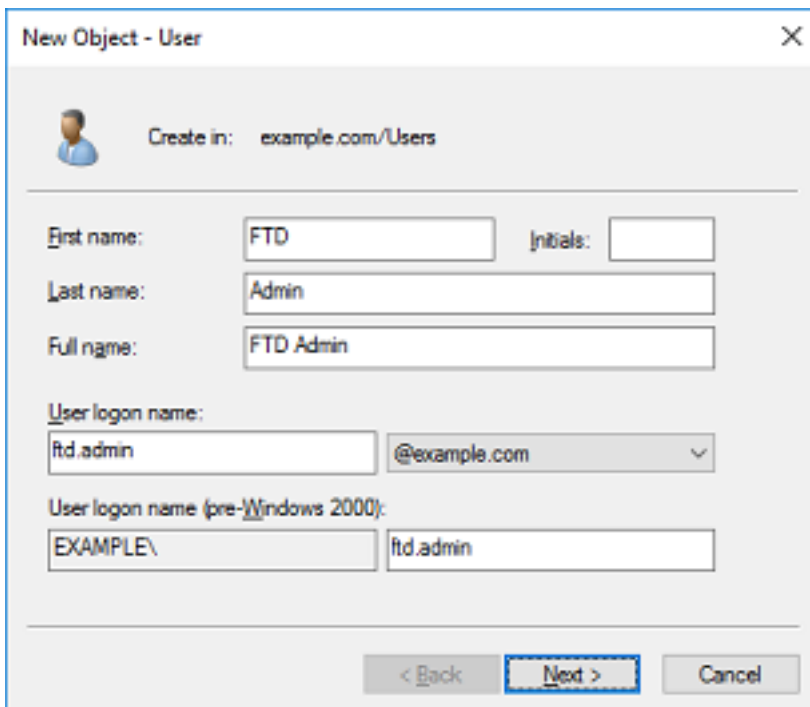 New Object - User
Create in: example.com/Users
First name: FTD Initials:
Last name: Admin
Full name: FTD Admin
User logon name:
ftd.admin @example.com
User logon name (pre-Windows 2000):
EXAMPLE\ ftd.admin
< Back Next > Cancel